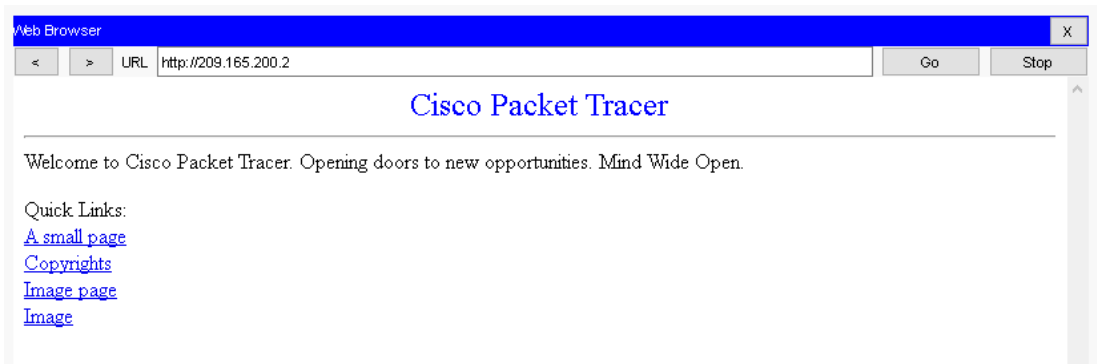 Web Browser X
< > URL http://209.165.200.2 Go Stop
Cisco Packet Tracer
Welcome to Cisco Packet Tracer. Opening doors to new opportunities. Mind Wide Open.
Quick Links:
A small page
Copyrights
Image page
Image